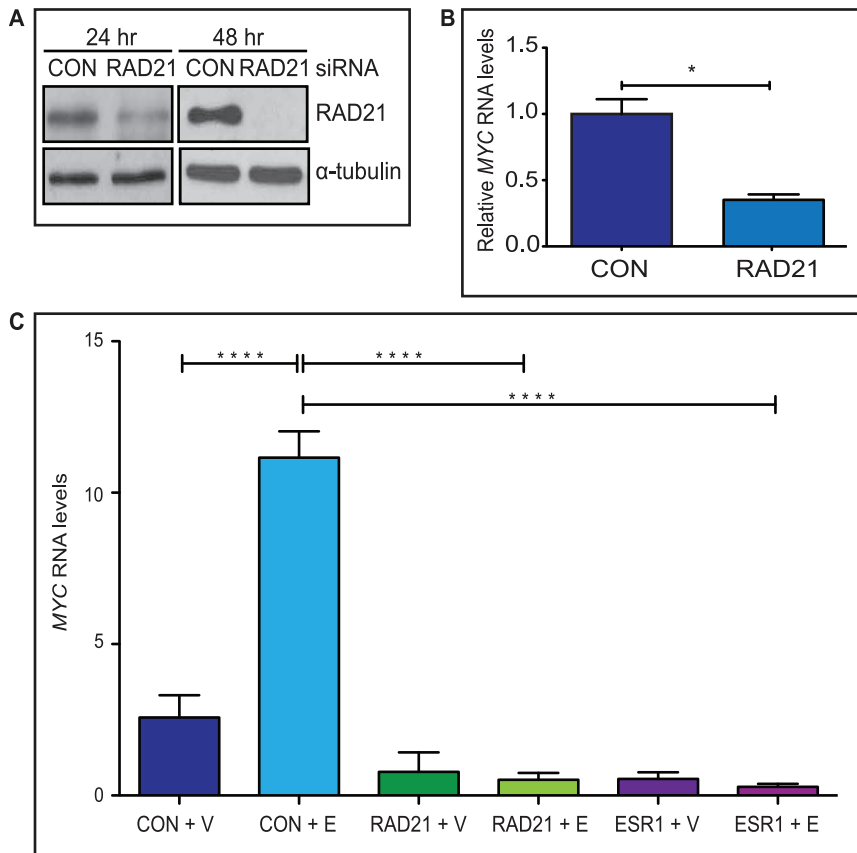 A
24 hr 48 hr
CON RAD21 CON RAD21 siRNA
RAD21
α-tubulin
B
Relative MYC RNA levels
1.5
1.0
0.5
0.0
*
CON RAD21
C
MYC RNA levels
15
10
5
0
* * * * * * * *
* * * *
CON + V CON + E RAD21 + V RAD21 + E ESR1 + V ESR1 + E